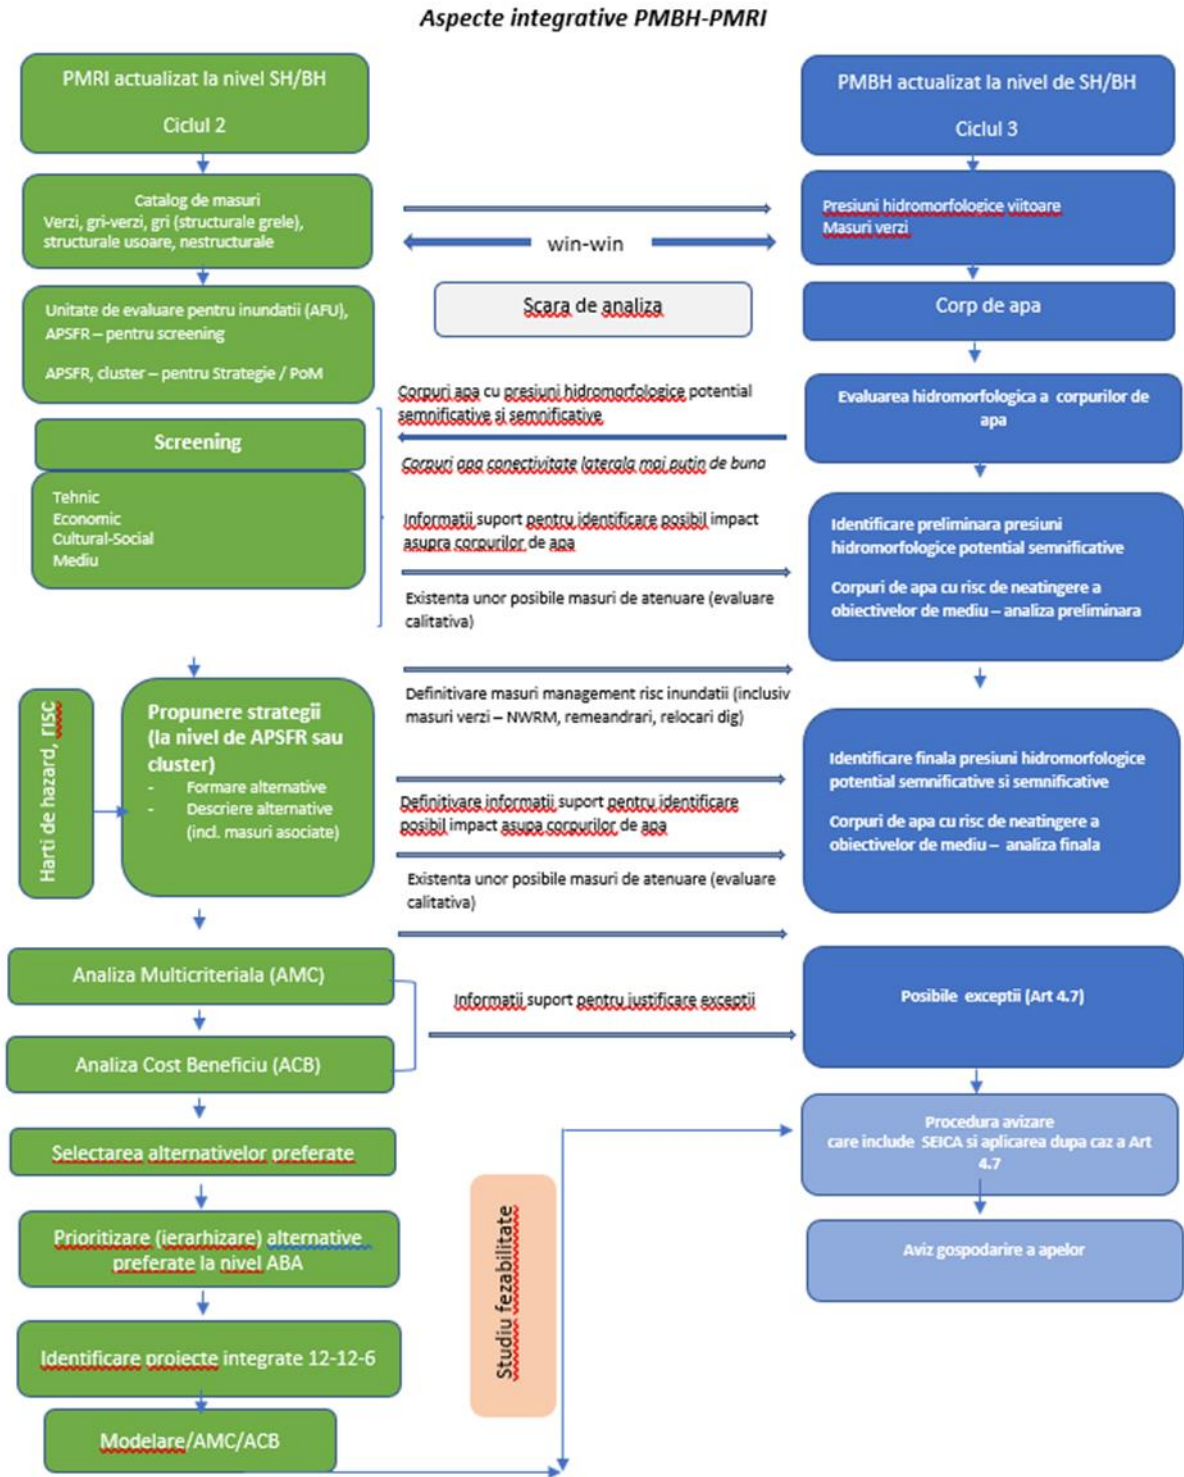 Aspecte integrative PMBH-PMRI
PMRI actualizat la nivel SH/BH
Ciclul 2
Catalog de masuri
Verzi, gri-verzi, gri (structurale grele),
structurale usoare, nestructurale
Unitate de evaluare pentru inundatii (AFU),
APSFR – pentru screening
APSFR, cluster – pentru Strategie / PoM
Screening
Tehnic
Economic
Cultural-Social
Mediu
Harti de hazard, risc
Propunere strategii
(la nivel de APSFR sau
cluster)
- Formare alternative
- Descriere alternative
(incl. masuri asociate)
Analiza Multicriteriala (AMC)
Analiza Cost Beneficiu (ACB)
Selectarea alternativelor preferate
Prioritizare (ierarhizare) alternative
preferate la nivel ABA
Identificare proiecte integrate 12-12-6
Modelare/AMC/ACB
win-win
Scara de analiza
Corpuri apa cu presiuni hidromorfologice potential
semnificative si semnificative
Corpuri apa conectivitate laterala mai putin de buna
Informatii suport pentru identificare posibil impact
asupra corpurilor de apa
Existenta unor posibile masuri de atenuare (evaluare
calitativa)
Definitivare masuri management risc inundatii (inclusiv
masuri verzi – NWRM, remeandrari, relocari dig)
Definitivare informatii suport pentru identificare
posibil impact asupa corpurilor de apa
Existenta unor posibile masuri de atenuare (evaluare
calitativa)
Informatii suport pentru justificare exceptii
Studiu fezabilitate
PMBH actualizat la nivel de SH/BH
Ciclul 3
Presiuni hidromorfologice viitoare
Masuri verzi
Corp de apa
Evaluarea hidromorfologica a corpurilor de
apa
Identificare preliminara presiuni
hidromorfologice potential semnificative
Corpuri de apa cu risc de neatingere a
obiectivelor de mediu – analiza preliminara
Identificare finala presiuni hidromorfologice
potential semnificative si semnificative
Corpuri de apa cu risc de neatingere a
obiectivelor de mediu – analiza finala
Posibile exceptii (Art 4.7)
Procedura avizare
care include SEICA si aplicarea dupa caz a Art
4.7
Aviz gospodarire a apelor